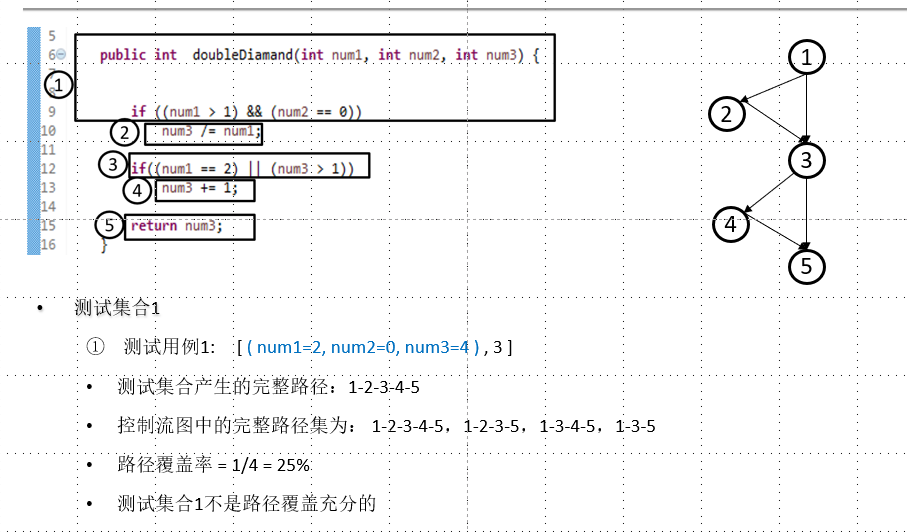 5
6 public int doubleDiamand(int num1, int num2, int num3) {
①
9 if ((num1 > 1) && (num2 == 0))
10 ② num3 /= num1;
11
12 ③ if((num1 == 2) || (num3 > 1))
13 ④ num3 += 1;
14
15 ⑤ return num3;
16 }
1
2
3
4
5
• 测试集合1
① 测试用例1: [ ( num1=2, num2=0, num3=4 ) , 3 ]
• 测试集合产生的完整路径：1-2-3-4-5
• 控制流图中的完整路径集为： 1-2-3-4-5，1-2-3-5，1-3-4-5，1-3-5
• 路径覆盖率 = 1/4 = 25%
• 测试集合1不是路径覆盖充分的